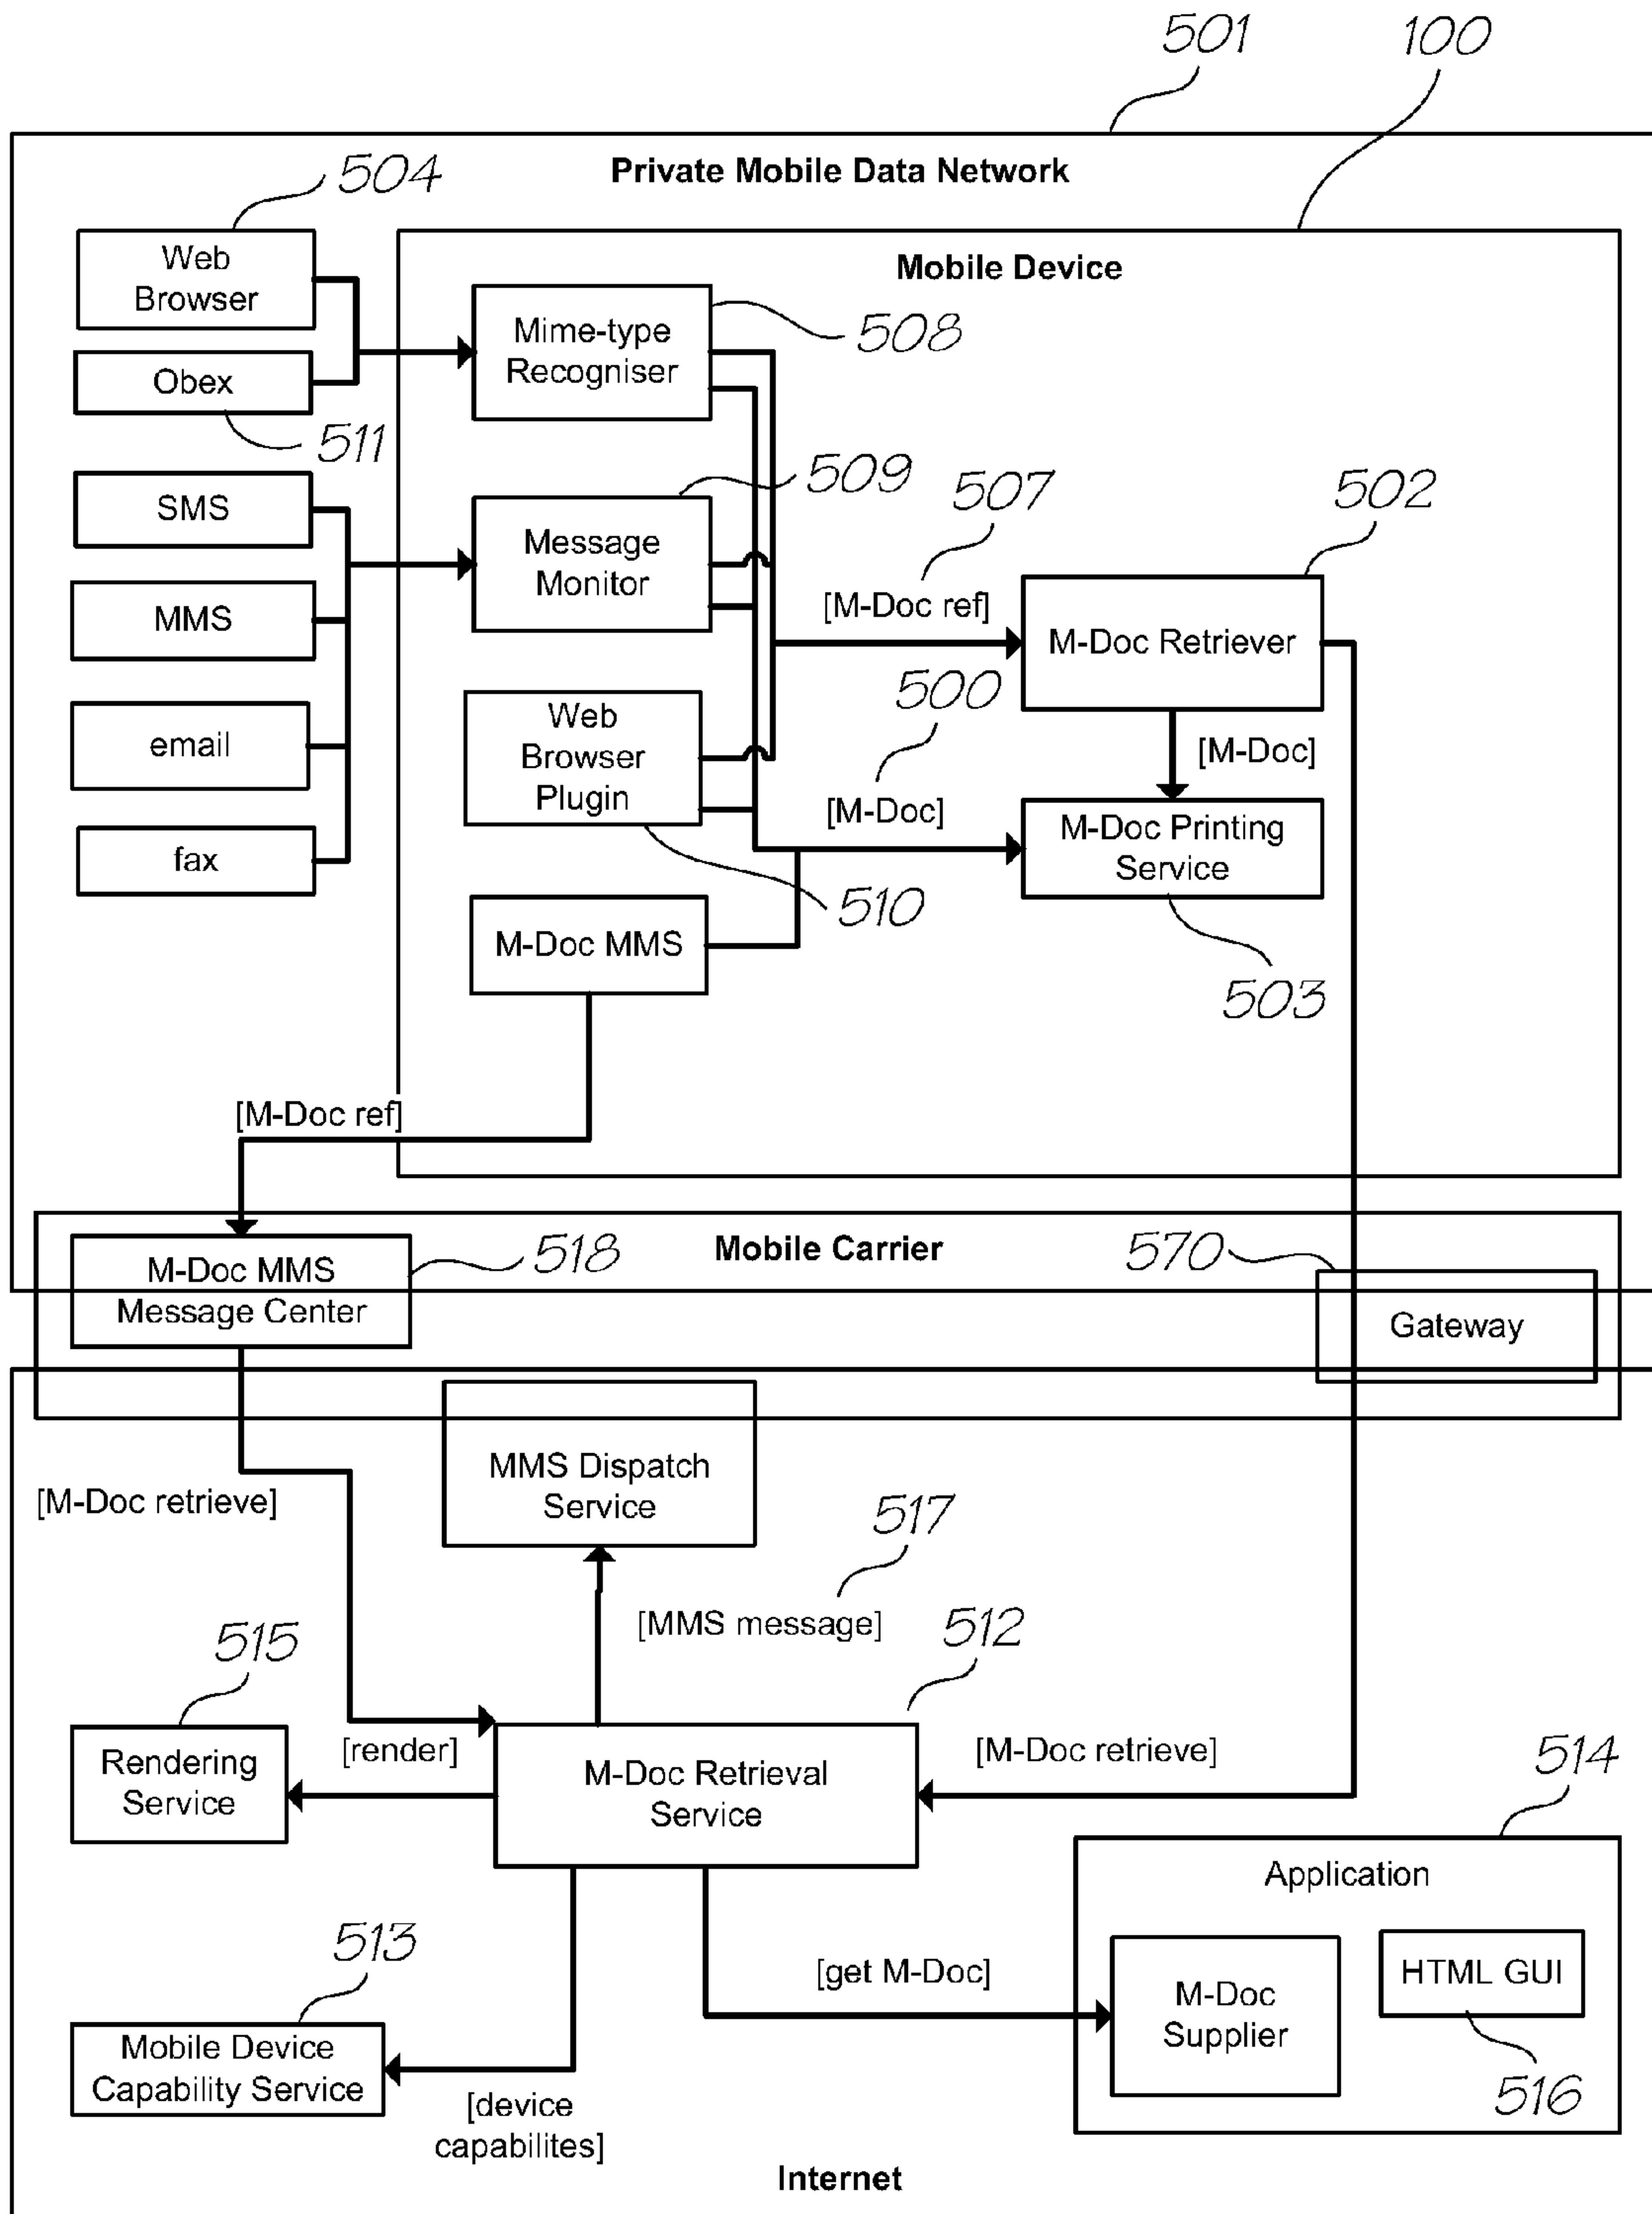 501
100
Private Mobile Data Network
504
Web
Browser
Mobile Device
Mime-type
Recogniser
508
Obex
511
509
507
502
SMS
Message
Monitor
[M-Doc ref]
MMS
M-Doc Retriever
500
Web
Browser
Plugin
email
[M-Doc]
[M-Doc]
M-Doc Printing
Service
fax
510
M-Doc MMS
503
[M-Doc ref]
518
Mobile Carrier
570
M-Doc MMS
Message Center
Gateway
MMS Dispatch
Service
[M-Doc retrieve]
517
[MMS message]
512
515
Rendering
Service
[render]
M-Doc Retrieval
Service
[M-Doc retrieve]
514
Application
513
[get M-Doc]
HTML GUI
M-Doc
Supplier
Mobile Device
Capability Service
516
[device
capabilites]
Internet